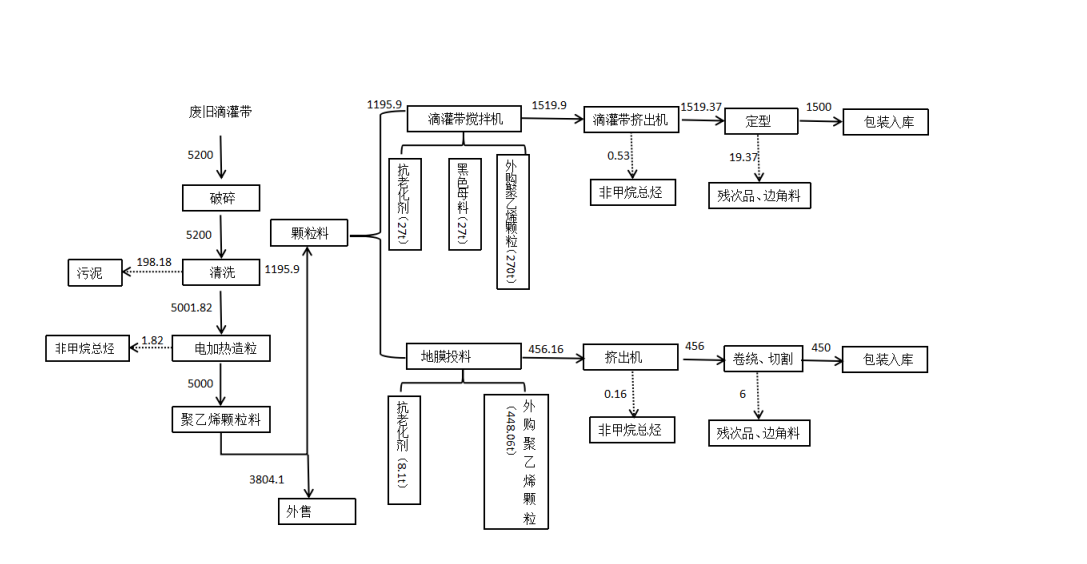 废旧滴灌带
5200
破碎
5200
清洗
198.18
污泥
5001.82
电加热造粒
1.82
非甲烷总烃
5000
聚乙烯颗粒料
3804.1
外售
1195.9
颗粒料
1195.9
滴灌带搅拌机
抗老化剂(27t)
黑色母料(27t)
外购聚乙烯颗粒(270t)
1519.9
滴灌带挤出机
0.53
非甲烷总烃
1519.37
定型
19.37
残次品、边角料
1500
包装入库
地膜投料
抗老化剂(8.1t)
外购聚乙烯颗粒
(448.06t)
456.16
挤出机
0.16
非甲烷总烃
456
卷绕、切割
6
残次品、边角料
450
包装入库